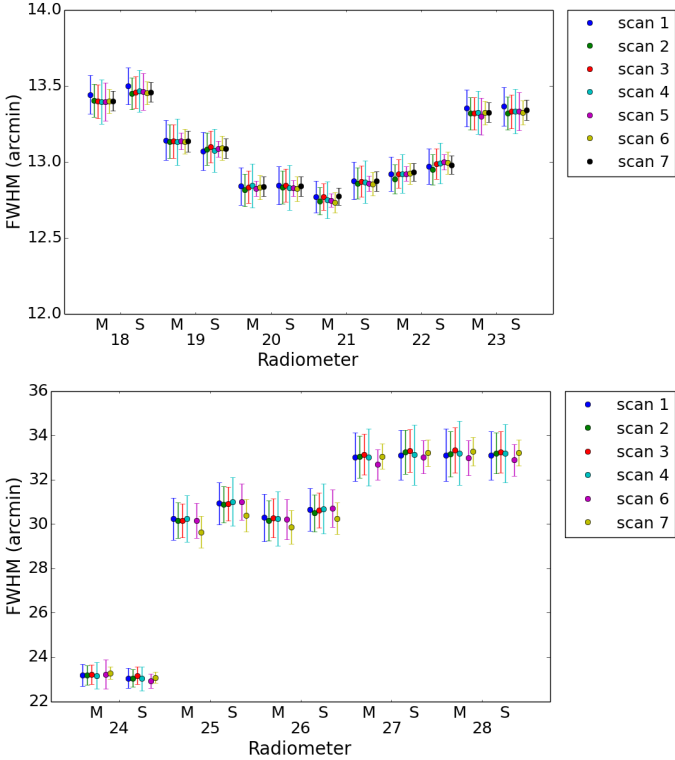 FWHM (arcmin)
14.0
13.5
13.0
12.5
12.0
M S M S M S M S M S M S
18 19 20 21 22 23
Radiometer
scan 1
scan 2
scan 3
scan 4
scan 5
scan 6
scan 7
FWHM (arcmin)
36
34
32
30
28
26
24
22
M S M S M S M S M S
24 25 26 27 28
Radiometer
scan 1
scan 2
scan 3
scan 4
scan 6
scan 7